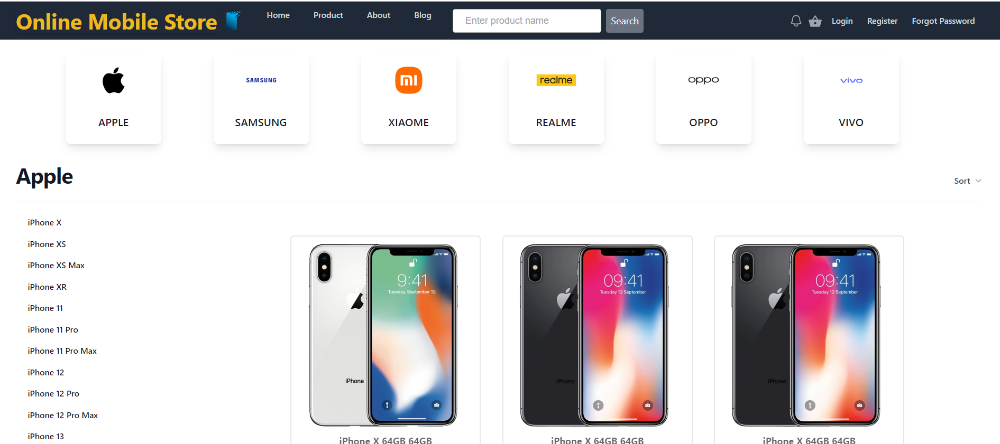 Online Mobile Store Home Product About Blog Enter product name Search Login Register Forgot Password
SAMSUNG mi realme oppo vivo
APPLE SAMSUNG XIAOME REALME OPPO VIVO
Apple
Sort
iPhone X
iPhone XS
iPhone XS Max
iPhone XR
iPhone 11
iPhone 11 Pro
iPhone 11 Pro Max
iPhone 12
iPhone 12 Pro
iPhone 12 Pro Max
iPhone 13
9:41
Tuesday, September 12
iPhone
iPhone X 64GB 64GB
09:41
Tuesday 12 September
iPhone
iPhone X 64GB 64GB
09:41
Tuesday 12 September
iPhone
iPhone X 64GB 64GB